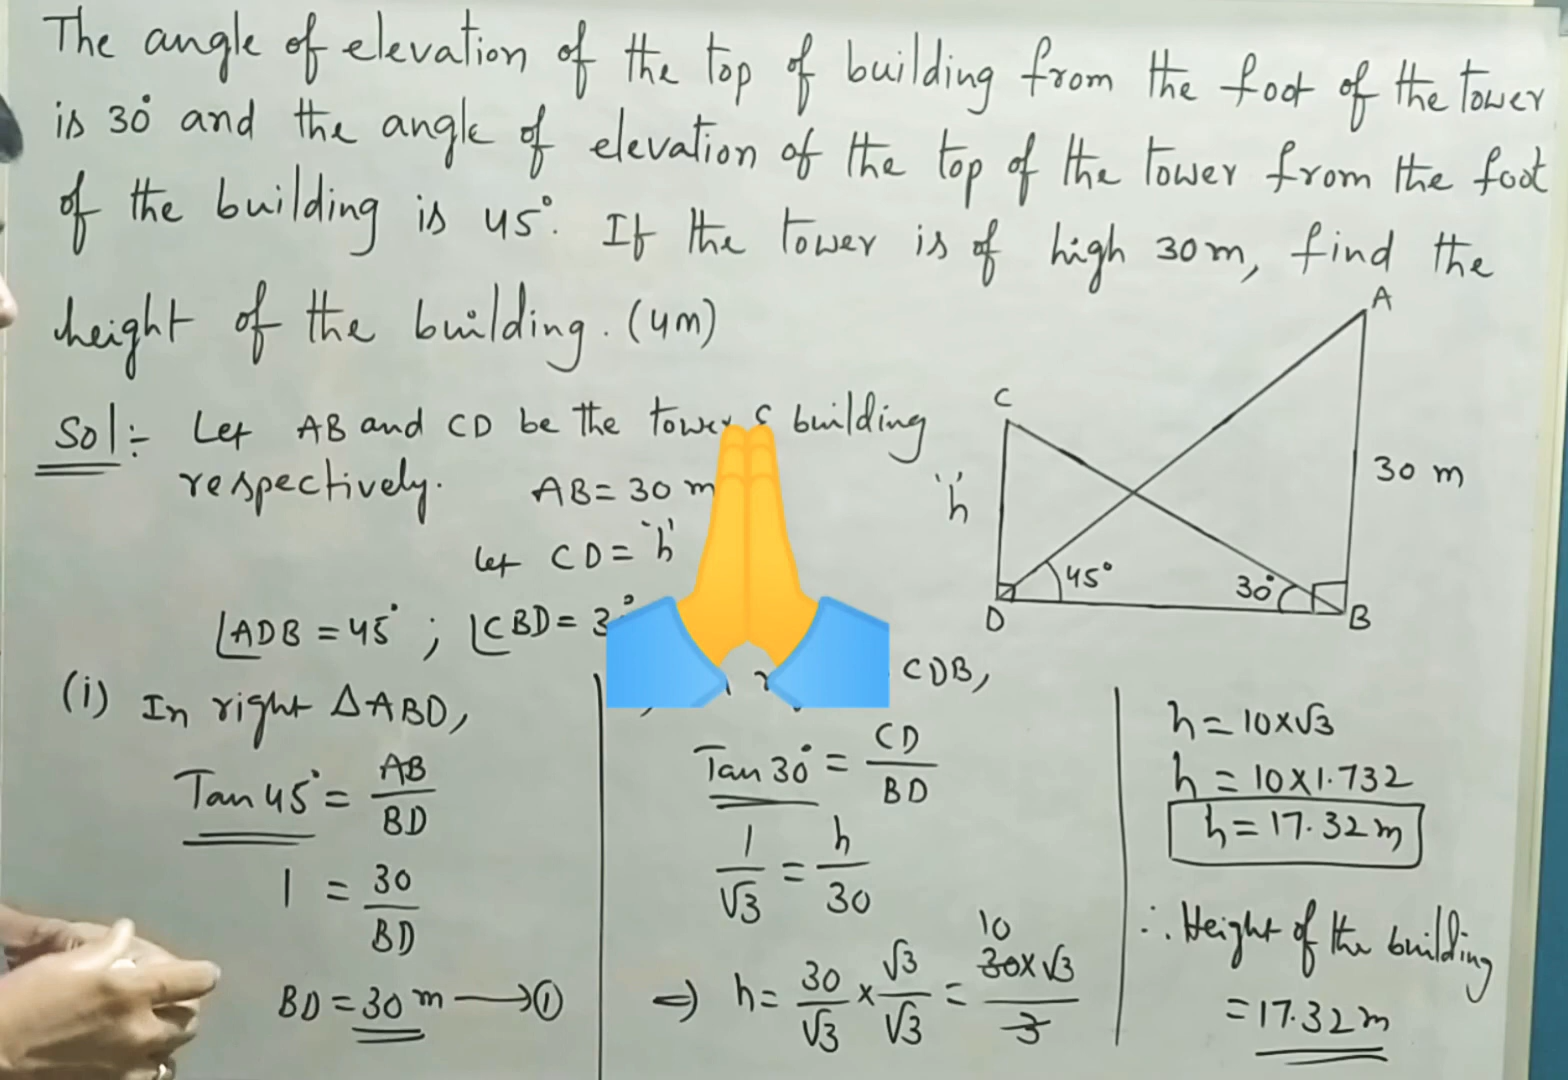 The angle of elevation of the top of building from the foot of the tower
is 30° and the angle of elevation of the top of the tower from the foot
of the building is 45°. If the tower is of high 30m, find the
height of the building. (4m)
Sol:- Let AB and CD be the tower & building
respectively. AB = 30 m
let CD = 'h'
∠ADB = 45° ; ∠CBD = 3
A
C
'h'
30 m
45°
30°
D
B
(i) In right ΔABD,
Tan 45° = AB/BD
1 = 30/BD
BD = 30 m → ①
CDB,
Tan 30° = CD/BD
1/√3 = h/30
⇒ h = 30/√3 × √3/√3 = 30×√3/3
10
h = 10×√3
h = 10×1.732
h = 17.32 m
∴ Height of the building
= 17.32 m